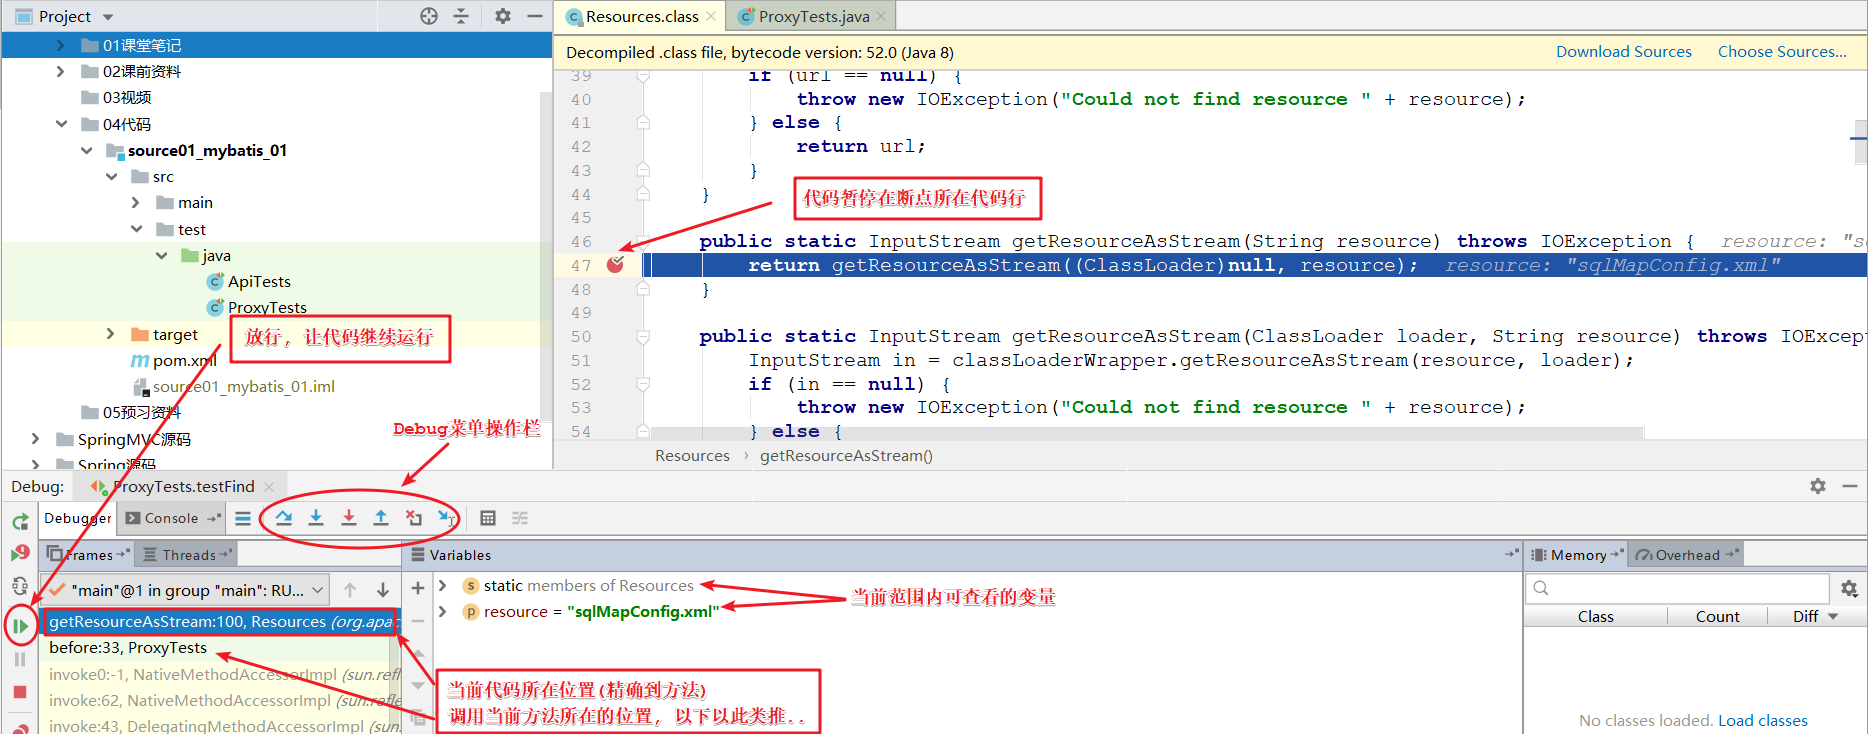 Project
Resources.class
ProxyTests.java
01课堂笔记
02课前资料
03视频
04代码
source01_mybatis_01
src
main
test
java
ApiTests
ProxyTests
target
pom.xml
source01_mybatis_01.iml
05预习资料
SpringMVC源码
Spring源码
放行，让代码继续运行
Decompiled .class file, bytecode version: 52.0 (Java 8)
Download Sources
Choose Sources...
39 if (url == null) {
40 throw new IOException("Could not find resource " + resource);
41 } else {
42 return url;
43 }
44 }
45
46 public static InputStream getResourceAsStream(String resource) throws IOException { resource: "s
47 return getResourceAsStream((ClassLoader)null, resource); resource: "sqlMapConfig.xml"
48 }
49
50 public static InputStream getResourceAsStream(ClassLoader loader, String resource) throws IOExcep
51 InputStream in = classLoaderWrapper.getResourceAsStream(resource, loader);
52 if (in == null) {
53 throw new IOException("Could not find resource " + resource);
54 } else {
代码暂停在断点所在代码行
Resources › getResourceAsStream()
Debug菜单操作栏
Debug:
ProxyTests.testFind
Debugger
Console
Frames
Threads
Variables
Memory
Overhead
"main"@1 in group "main": RU...
getResourceAsStream:100, Resources (org.apac
before:33, ProxyTests
invoke0:-1, NativeMethodAccessorImpl (sun.refl
invoke:62, NativeMethodAccessorImpl (sun.refle
invoke:43, DelegatingMethodAccessorImpl (sun.
static members of Resources
resource = "sqlMapConfig.xml"
当前范围内可查看的变量
当前代码所在位置(精确到方法)
调用当前方法所在的位置，以下以此类推..
Class
Count
Diff
No classes loaded. Load classes